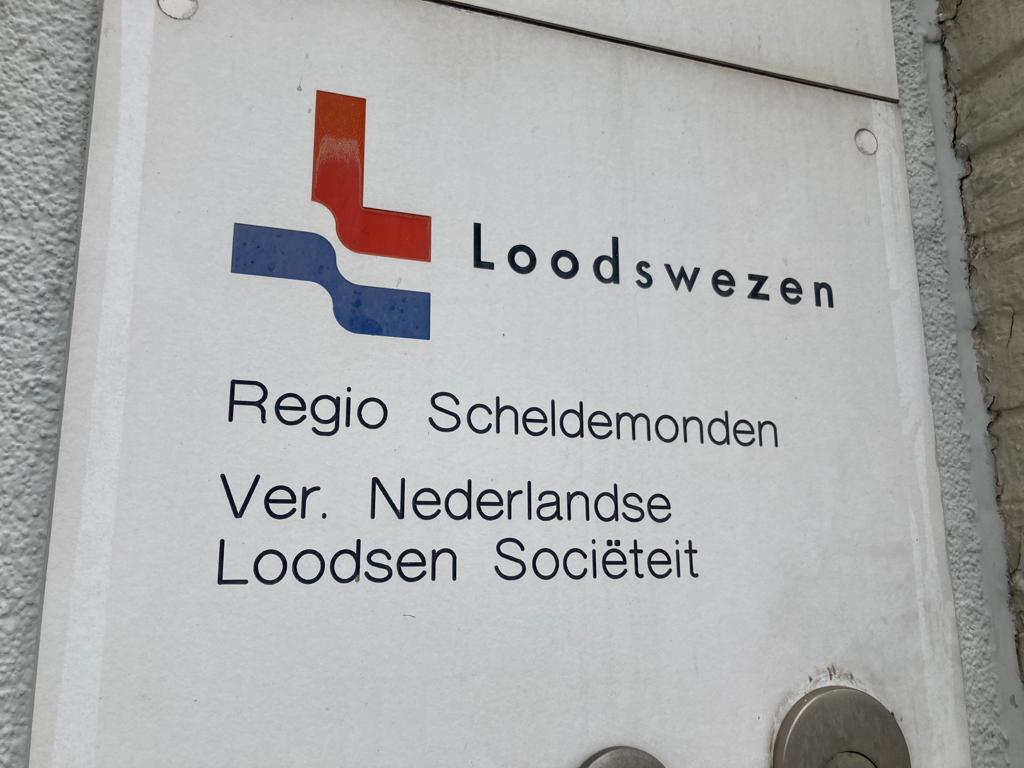 Loodswezen
Regio Scheldemonden
Ver. Nederlandse
Loodsen Sociëteit